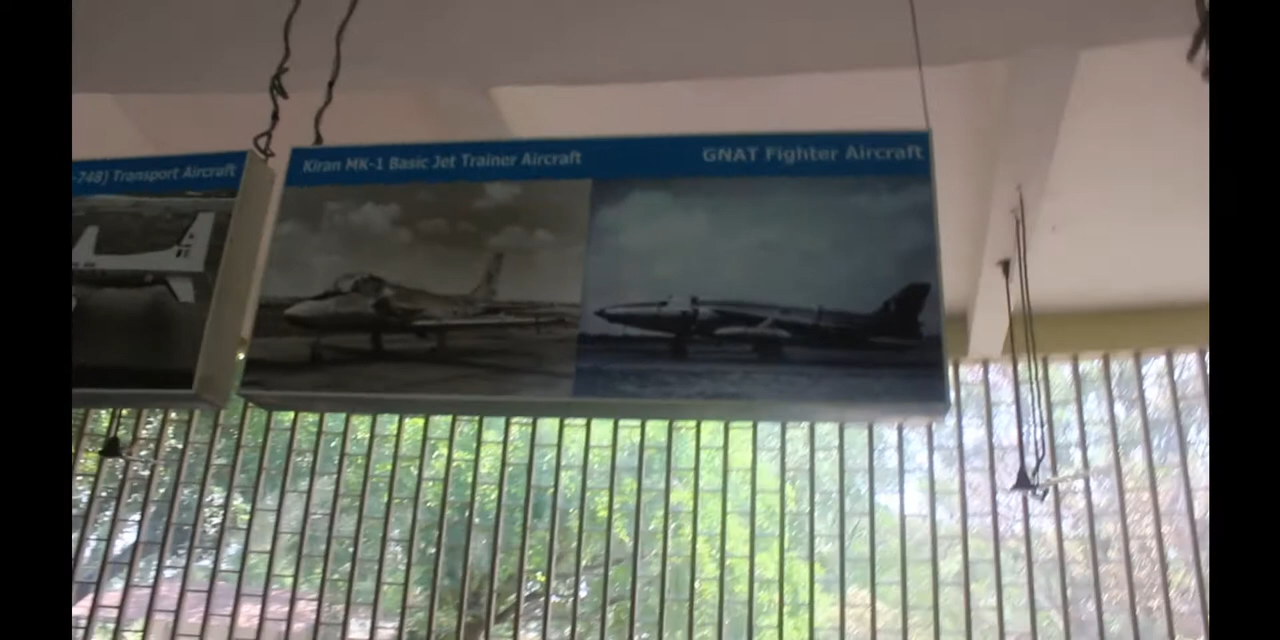 -748) Transport Aircraft
Kiran MK-1 Basic Jet Trainer Aircraft
GNAT Fighter Aircraft